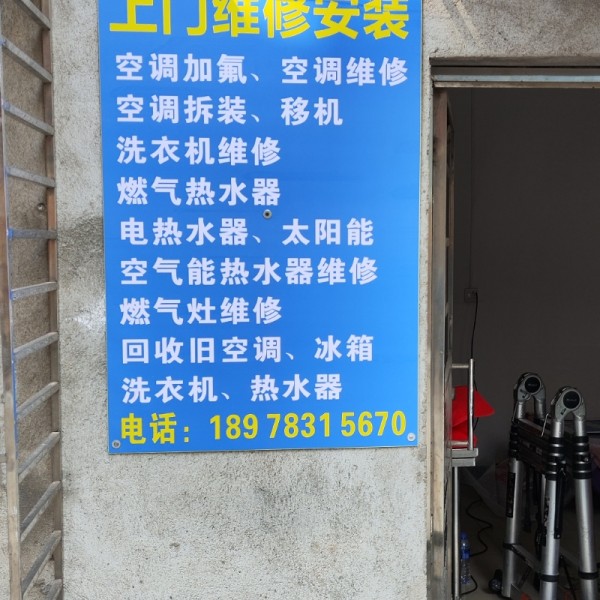 上门维修安装
空调加氟、空调维修
空调拆装、移机
洗衣机维修
燃气热水器
电热水器、太阳能
空气能热水器维修
燃气灶维修
回收旧空调、冰箱
洗衣机、热水器
电话：189 7831 5670